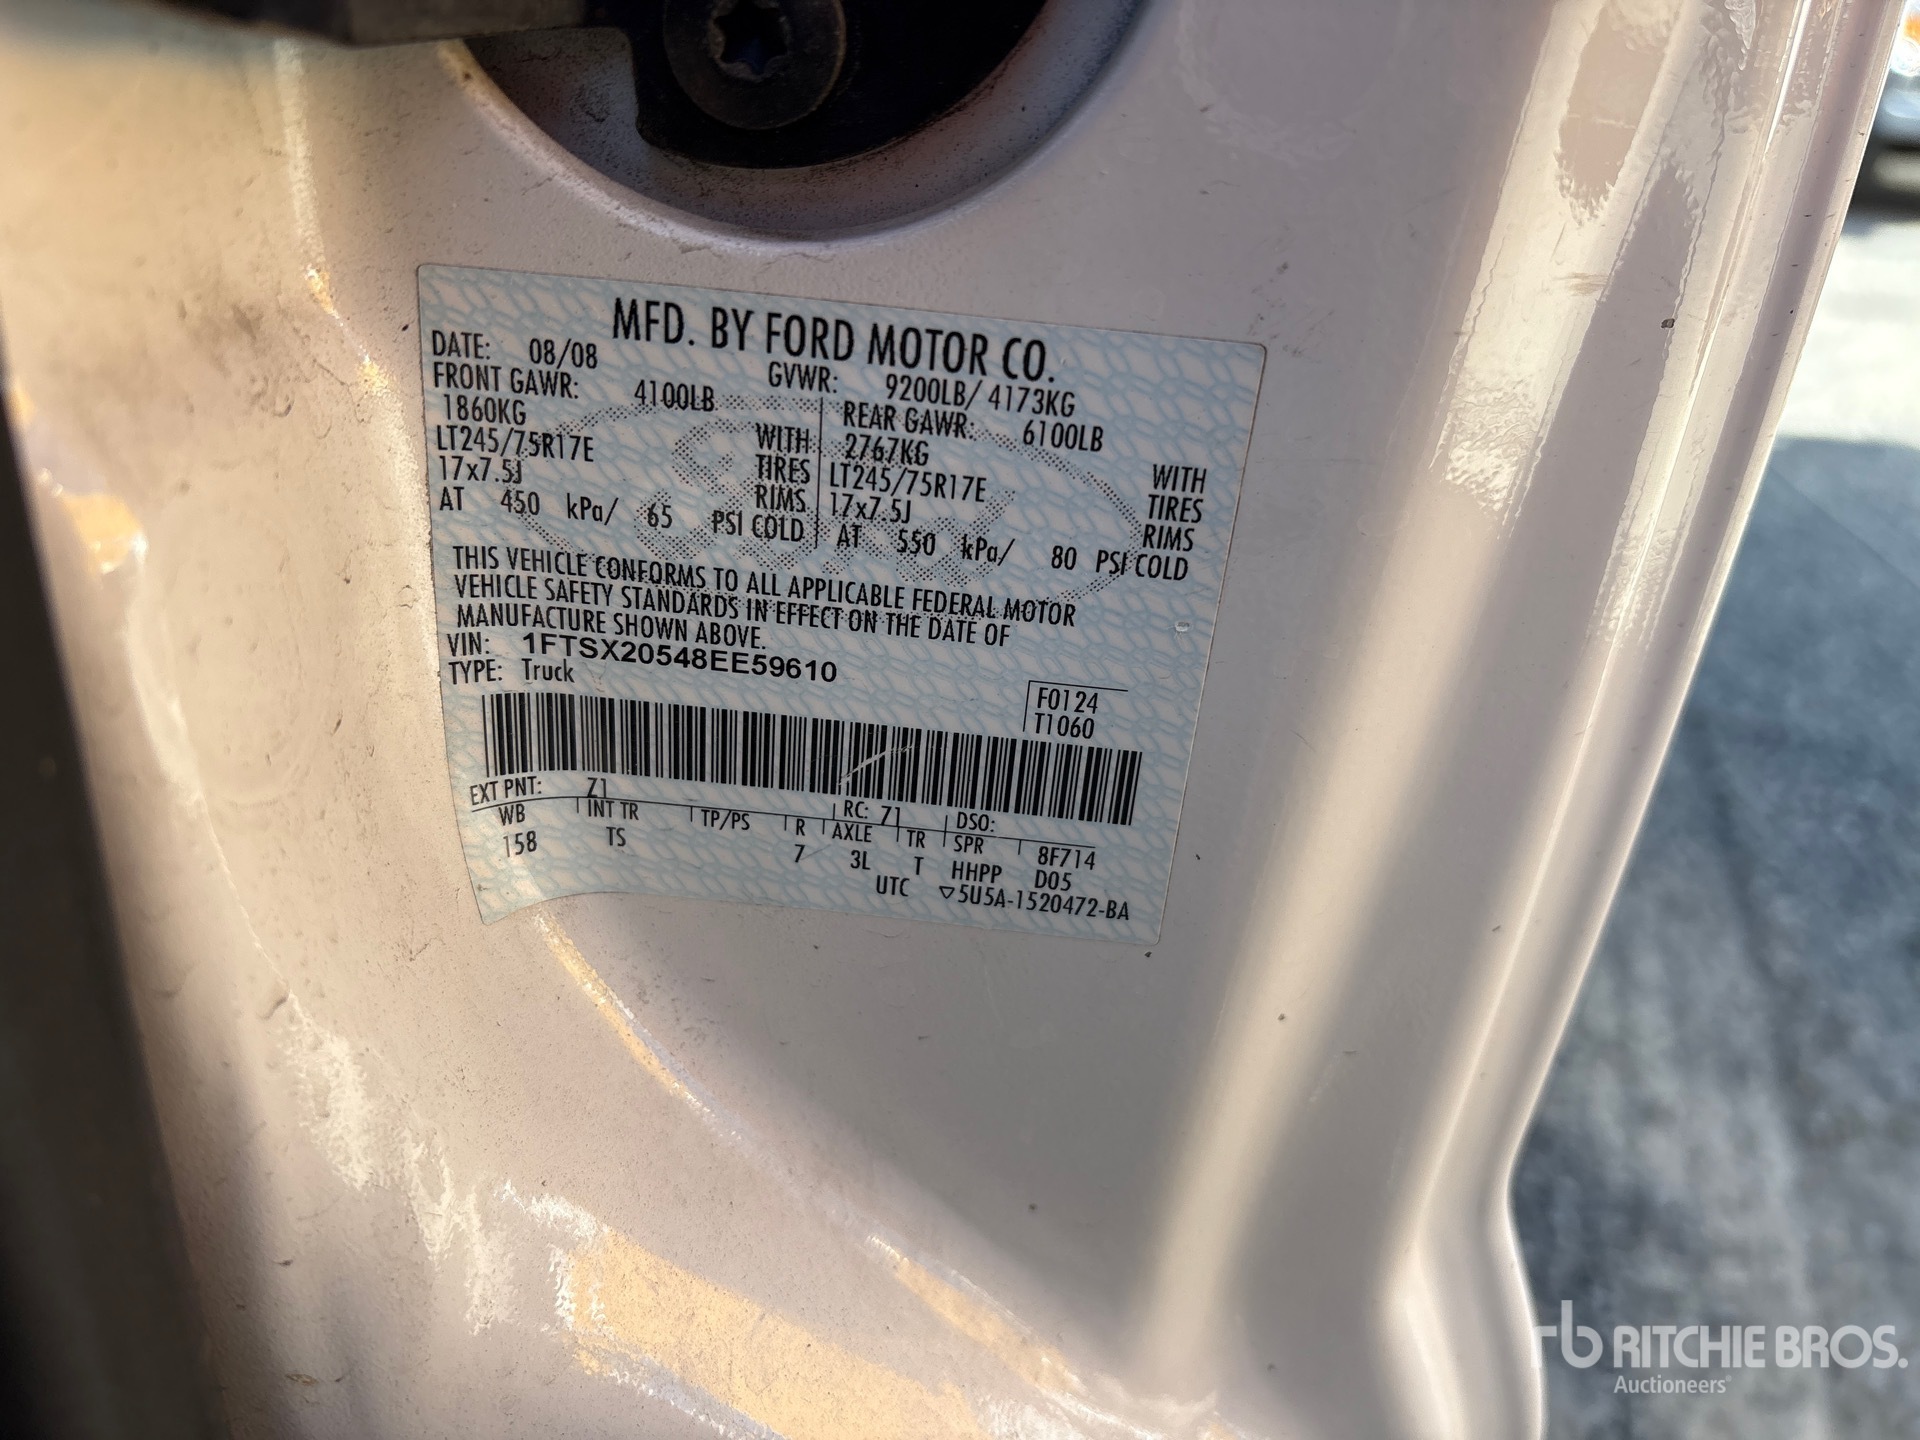 MFD. BY FORD MOTOR CO.
DATE: 08/08 GVWR: 9200LB/ 4173KG
FRONT GAWR: 4100LB REAR GAWR: 6100LB
1860KG WITH 2767KG WITH
LT245/75R17E TIRES LT245/75R17E TIRES
17x7.5J RIMS 17x7.5J RIMS
AT 450 kPa/ 65 PSI COLD AT 550 kPa/ 80 PSI COLD
THIS VEHICLE CONFORMS TO ALL APPLICABLE FEDERAL MOTOR
VEHICLE SAFETY STANDARDS IN EFFECT ON THE DATE OF
MANUFACTURE SHOWN ABOVE.
VIN: 1FTSX20548EE59610
TYPE: Truck
F0124
T1060
EXT PNT: Z1 RC: 71 DSO:
WB INT TR TP/PS R AXLE TR SPR 8F714
158 TS 7 3L T HHPP D05
UTC ▽5U5A-1520472-BA
rb RITCHIE BROS.
Auctioneers